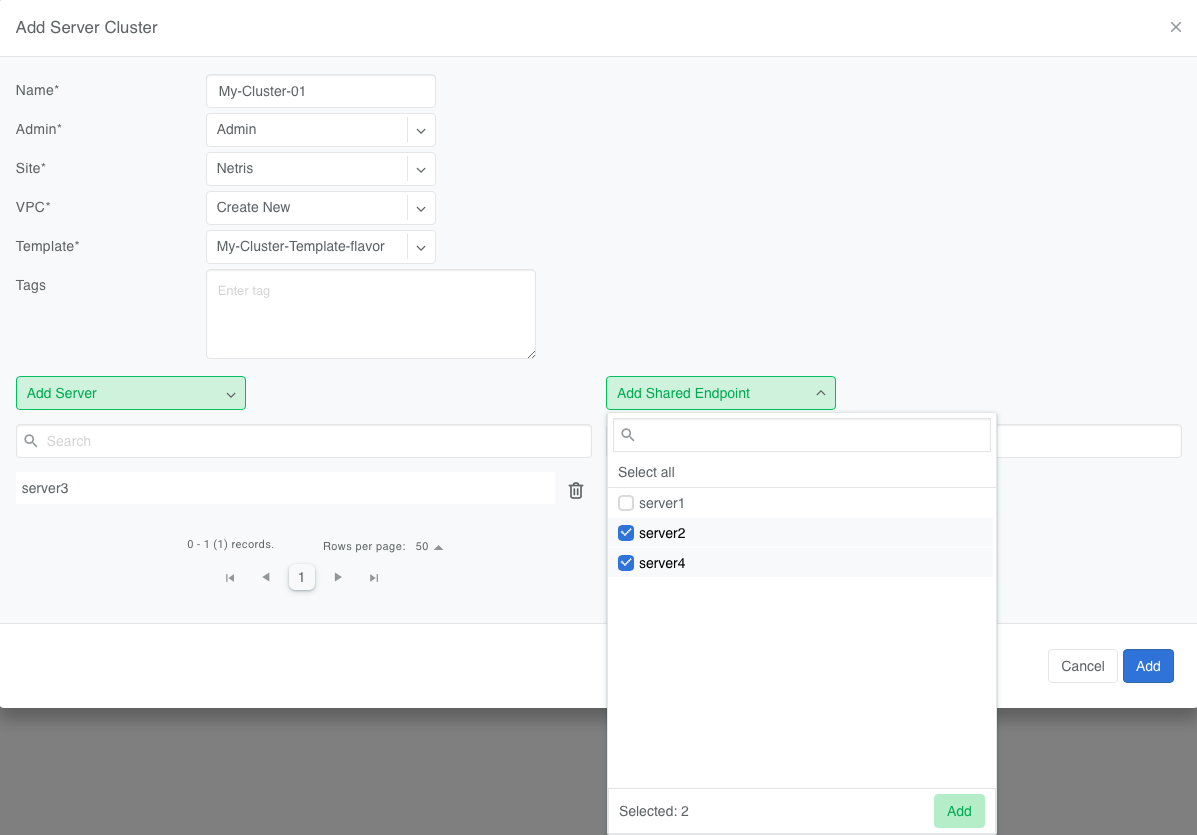 Add Server Cluster
Name*
My-Cluster-01
Admin*
Admin
Site*
Netris
VPC*
Create New
Template*
My-Cluster-Template-flavor
Tags
Enter tag
Add Server
Search
server3
0 - 1 (1) records.
Rows per page: 50
1
Add Shared Endpoint
Select all
server1
server2
server4
Selected: 2
Add
Cancel
Add